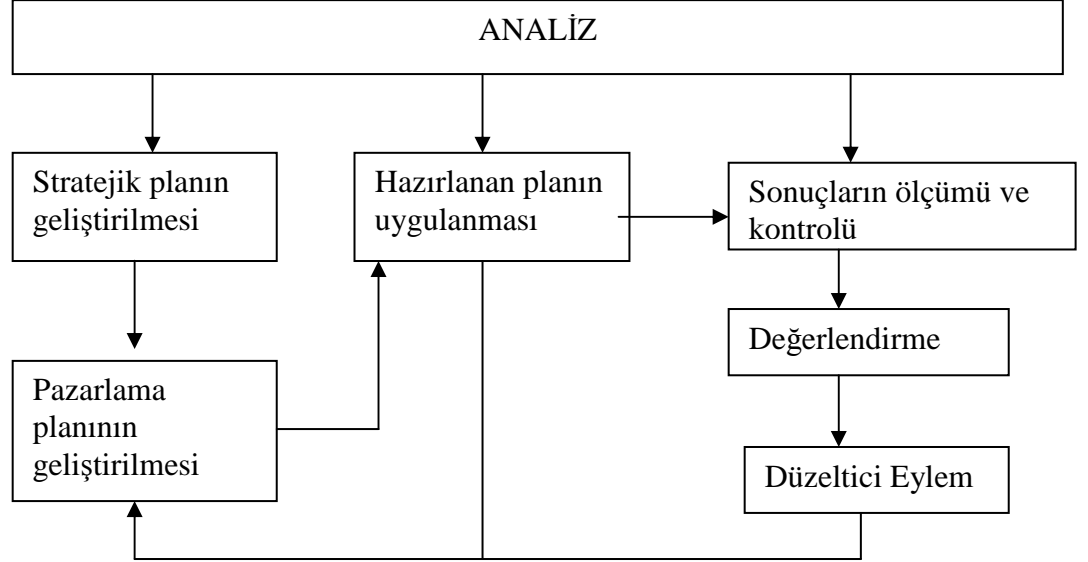 ANALİZ
Stratejik planın
geliştirilmesi
Hazırlanan planın
uygulanması
Sonuçların ölçümü ve
kontrolü
Pazarlama
planının
geliştirilmesi
Değerlendirme
Düzeltici Eylem